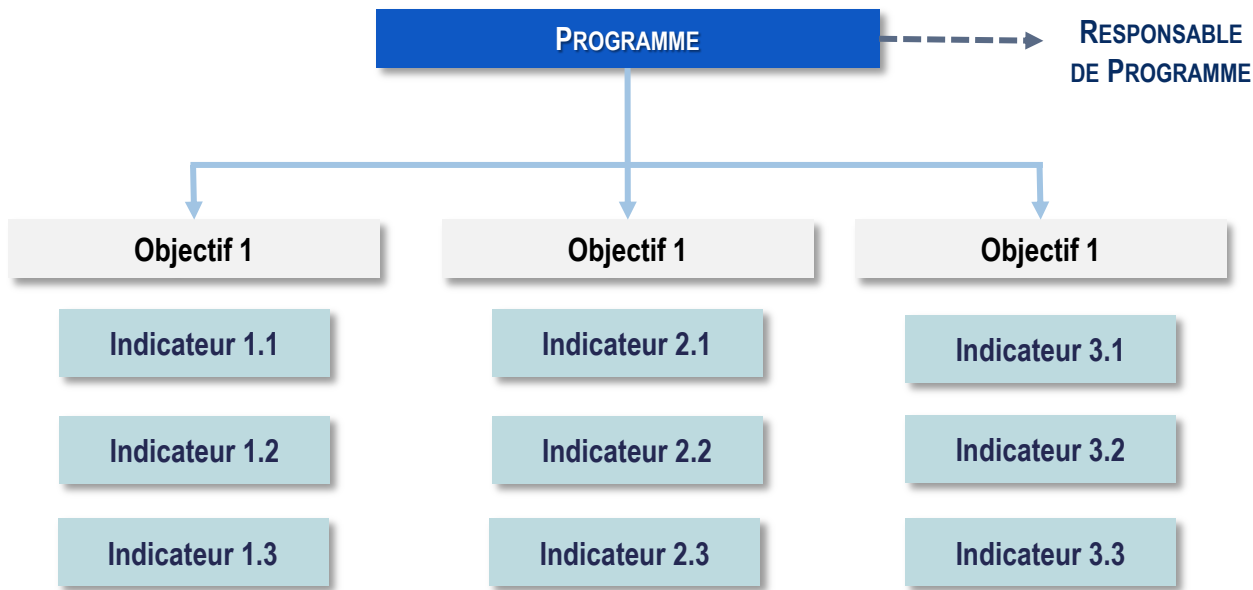 PROGRAMME
RESPONSABLE
DE PROGRAMME
Objectif 1
Objectif 1
Objectif 1
Indicateur 1.1
Indicateur 2.1
Indicateur 3.1
Indicateur 1.2
Indicateur 2.2
Indicateur 3.2
Indicateur 1.3
Indicateur 2.3
Indicateur 3.3